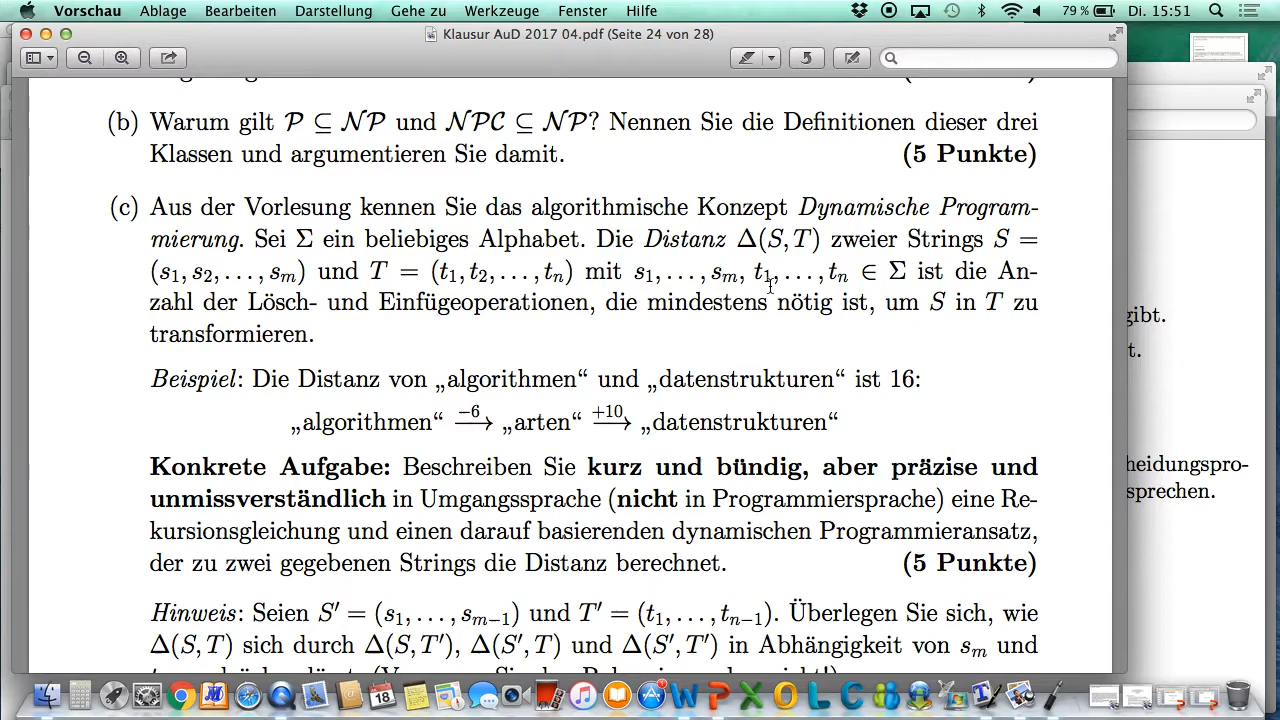 Vorschau Ablage Bearbeiten Darstellung Gehe zu Werkzeuge Fenster Hilfe 79 % Di. 15:51
Klausur AuD 2017 04.pdf (Seite 24 von 28)
(b) Warum gilt 𝒫 ⊆ 𝒩𝒫 und 𝒩𝒫𝒞 ⊆ 𝒩𝒫? Nennen Sie die Definitionen dieser drei
Klassen und argumentieren Sie damit. (5 Punkte)
(c) Aus der Vorlesung kennen Sie das algorithmische Konzept Dynamische Program-
mierung. Sei Σ ein beliebiges Alphabet. Die Distanz Δ(S, T) zweier Strings S =
(s₁, s₂, . . . , sₘ) und T = (t₁, t₂, . . . , tₙ) mit s₁, . . . , sₘ, t₁, . . . , tₙ ∈ Σ ist die An-
zahl der Lösch- und Einfügeoperationen, die mindestens nötig ist, um S in T zu
transformieren.
Beispiel: Die Distanz von „algorithmen“ und „datenstrukturen“ ist 16:
„algorithmen“ −6⟶ „arten“ +10⟶ „datenstrukturen“
Konkrete Aufgabe: Beschreiben Sie kurz und bündig, aber präzise und
unmissverständlich in Umgangssprache (nicht in Programmiersprache) eine Re-
kursionsgleichung und einen darauf basierenden dynamischen Programmieransatz,
der zu zwei gegebenen Strings die Distanz berechnet. (5 Punkte)
Hinweis: Seien S′ = (s₁, . . . , sₘ₋₁) und T′ = (t₁, . . . , tₙ₋₁). Überlegen Sie sich, wie
Δ(S, T) sich durch Δ(S, T′), Δ(S′, T) und Δ(S′, T′) in Abhängigkeit von sₘ und
gibt.
t.
heidungspro-
sprechen.